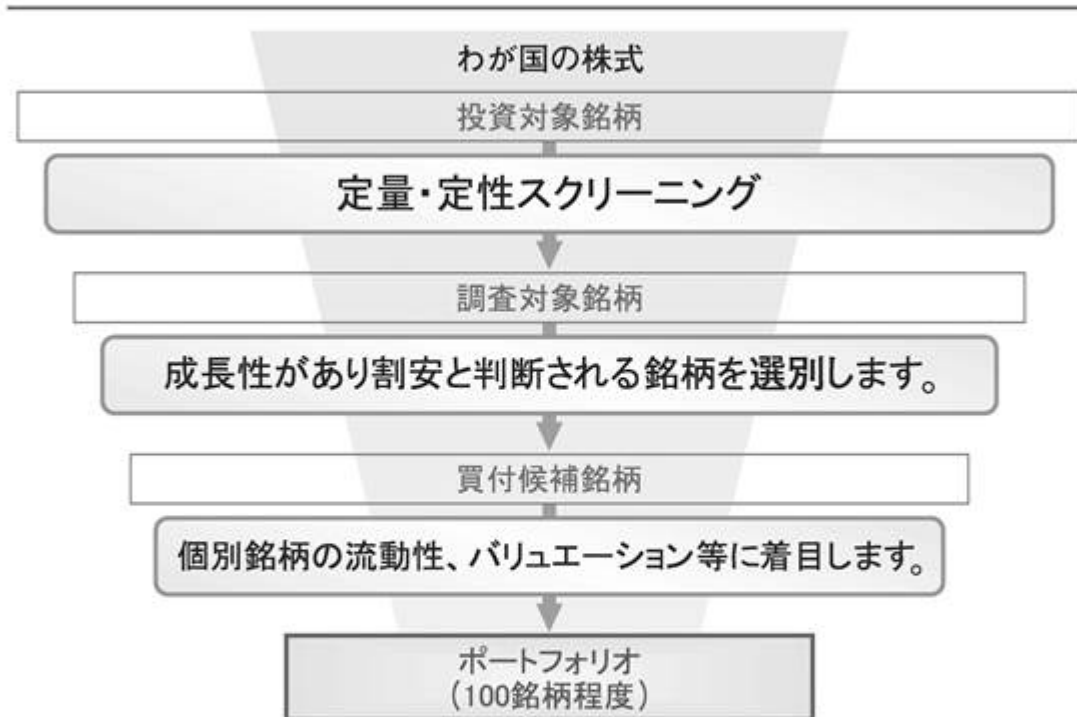 わが国の株式
投資対象銘柄
定量・定性スクリーニング
調査対象銘柄
成長性があり割安と判断される銘柄を選別します。
買付候補銘柄
個別銘柄の流動性、バリュエーション等に着目します。
ポートフォリオ
(100銘柄程度)